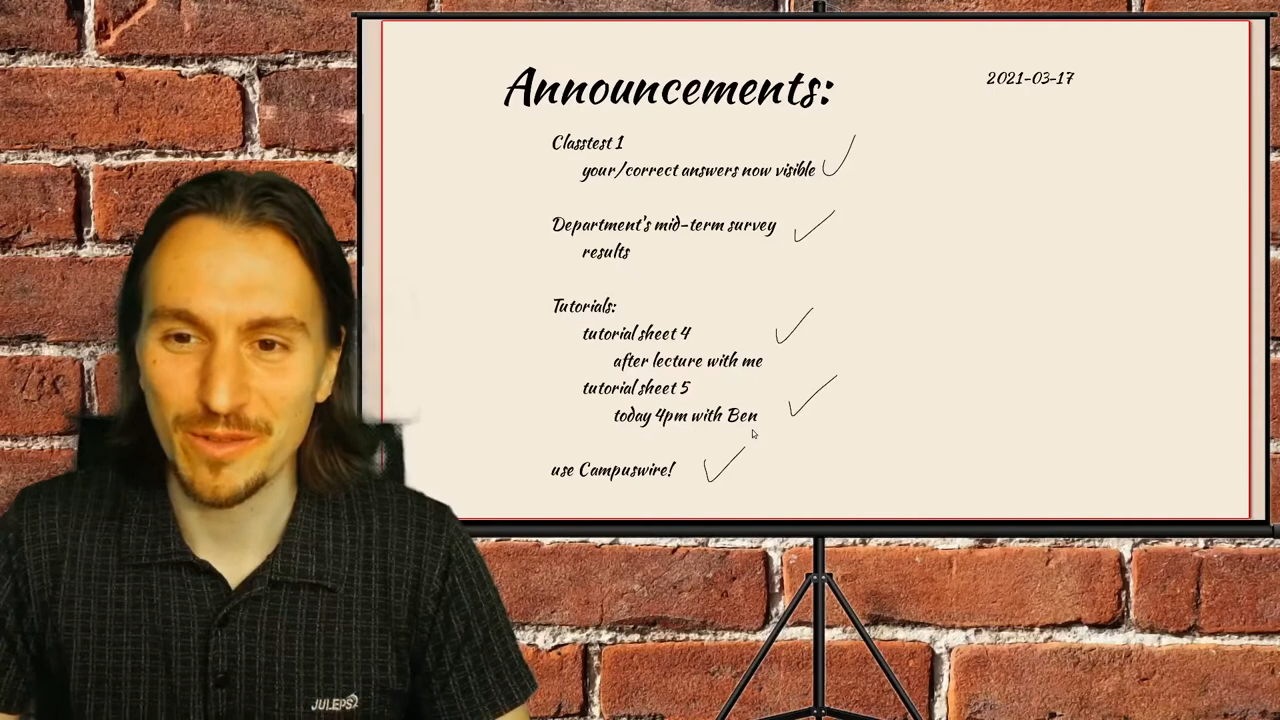 Announcements:
2021-03-17
Classtest 1
your/correct answers now visible
Department's mid-term survey
results
Tutorials:
tutorial sheet 4
after lecture with me
tutorial sheet 5
today 4pm with Ben
use Campuswire!
JULEPS